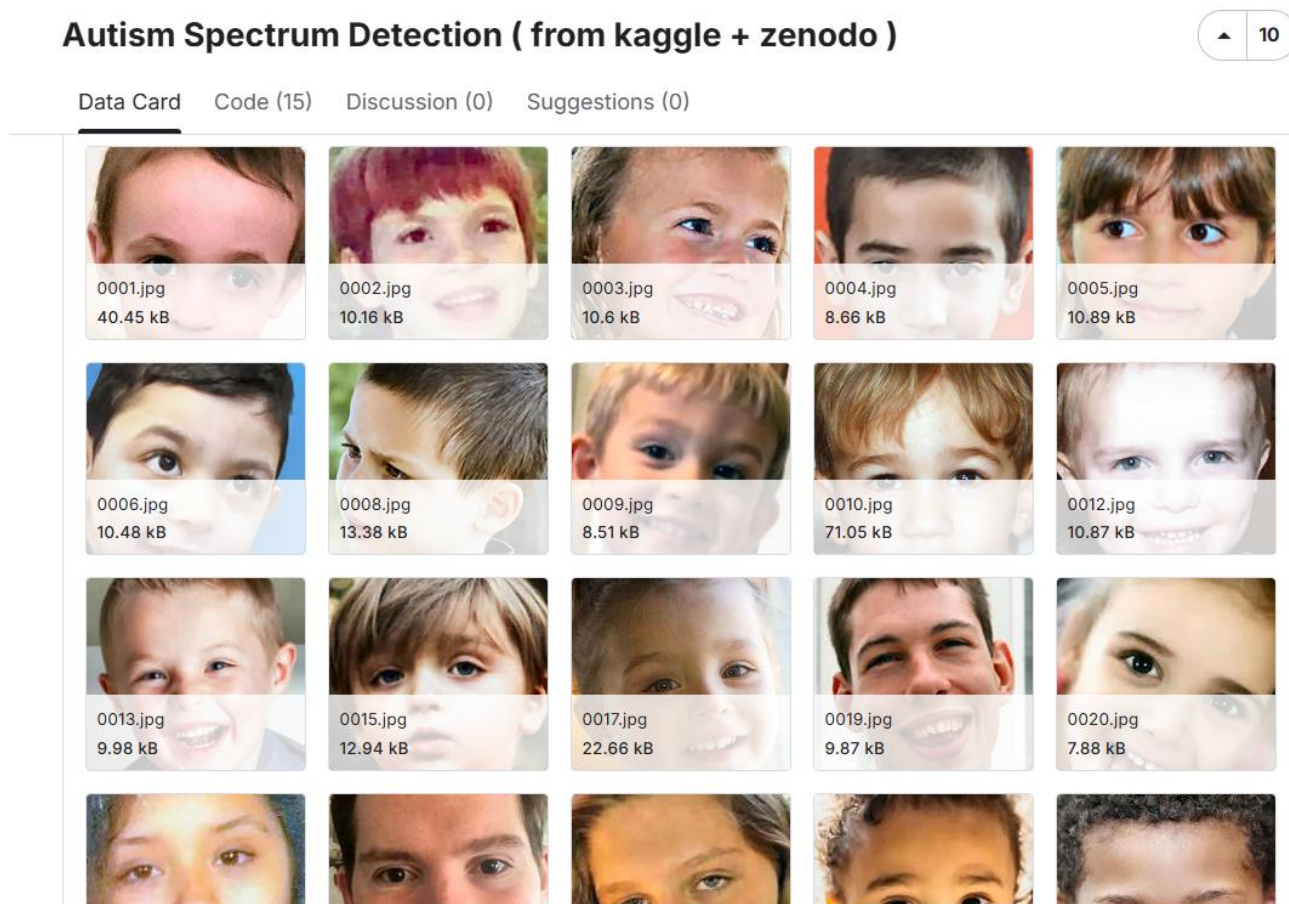 Autism Spectrum Detection ( from kaggle + zenodo )
10
Data Card Code (15) Discussion (0) Suggestions (0)
0001.jpg
40.45 kB
0002.jpg
10.16 kB
0003.jpg
10.6 kB
0004.jpg
8.66 kB
0005.jpg
10.89 kB
0006.jpg
10.48 kB
0008.jpg
13.38 kB
0009.jpg
8.51 kB
0010.jpg
71.05 kB
0012.jpg
10.87 kB
0013.jpg
9.98 kB
0015.jpg
12.94 kB
0017.jpg
22.66 kB
0019.jpg
9.87 kB
0020.jpg
7.88 kB